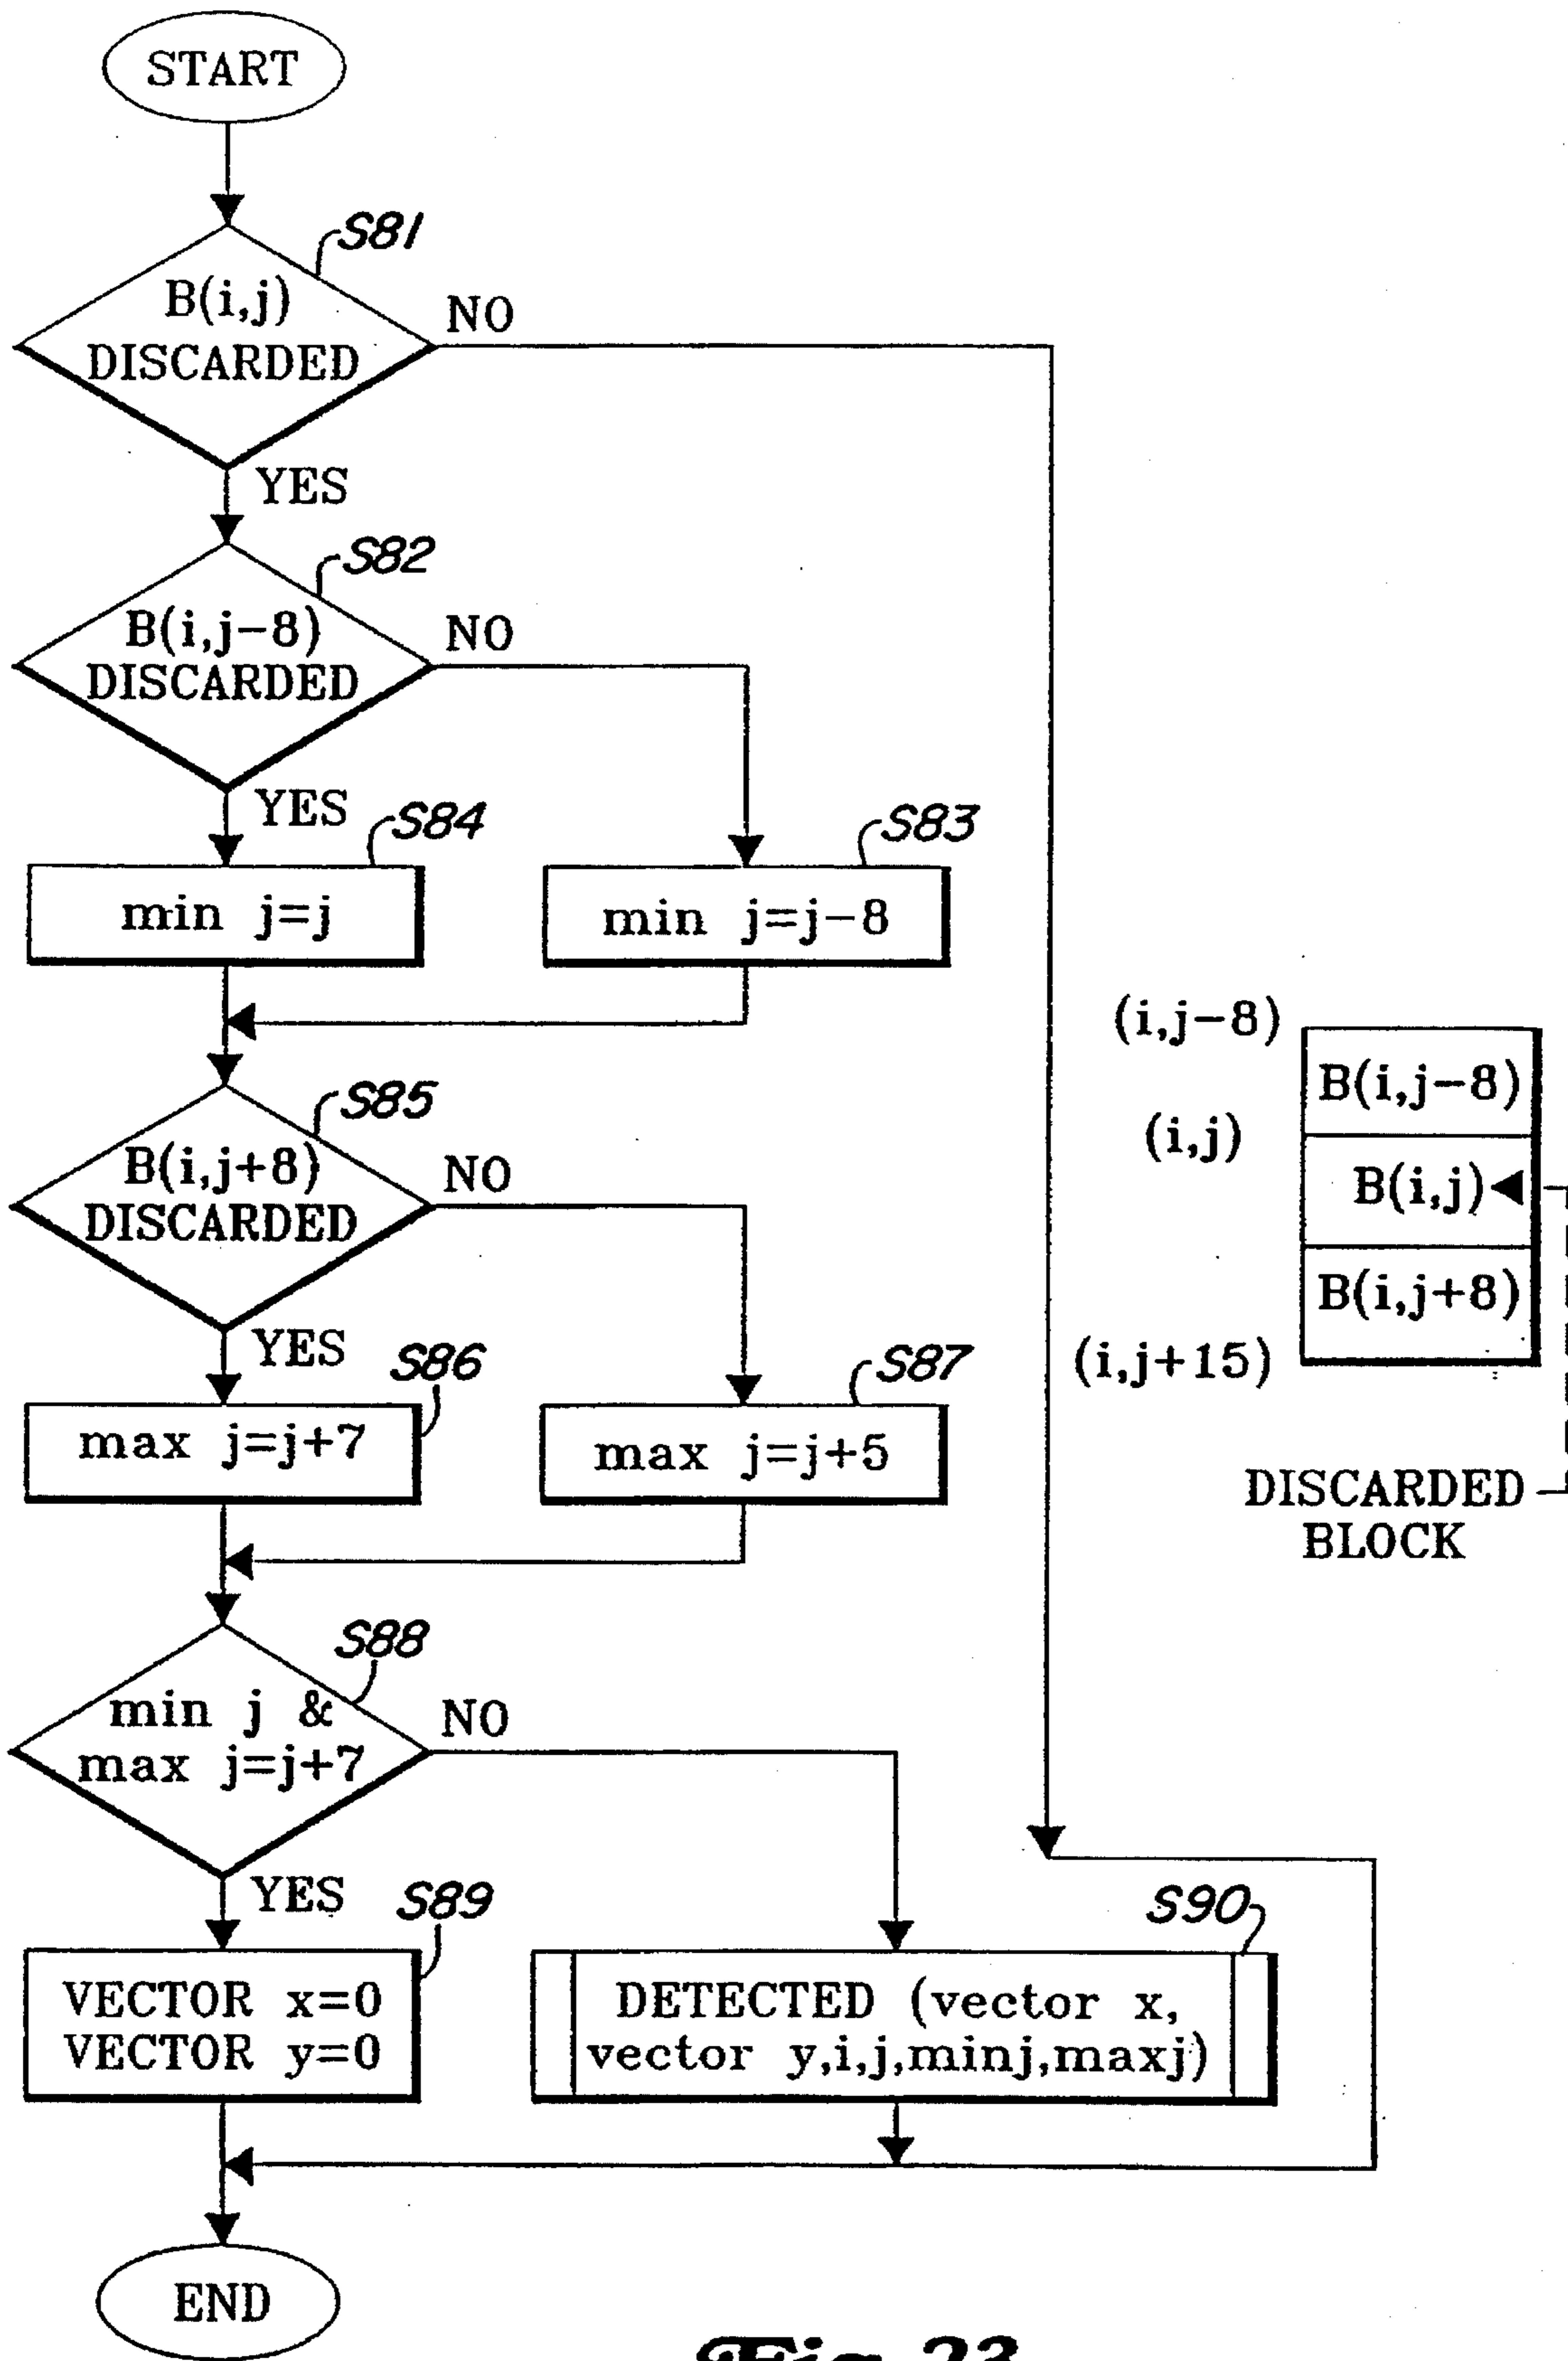 START
S81
B(i,j)
DISCARDED
NO
YES
S82
B(i,j-8)
DISCARDED
NO
YES
S84
min j=j
S83
min j=j-8
S85
B(i,j+8)
DISCARDED
NO
YES
S86
max j=j+7
S87
max j=j+5
S88
min j &
max j=j+7
NO
YES
S89
VECTOR x=0
VECTOR y=0
S90
DETECTED (vector x,
vector y,i,j,minj,maxj)
END
(i,j-8)
B(i,j-8)
(i,j)
B(i,j)
B(i,j+8)
(i,j+15)
DISCARDED
BLOCK
Fig 23